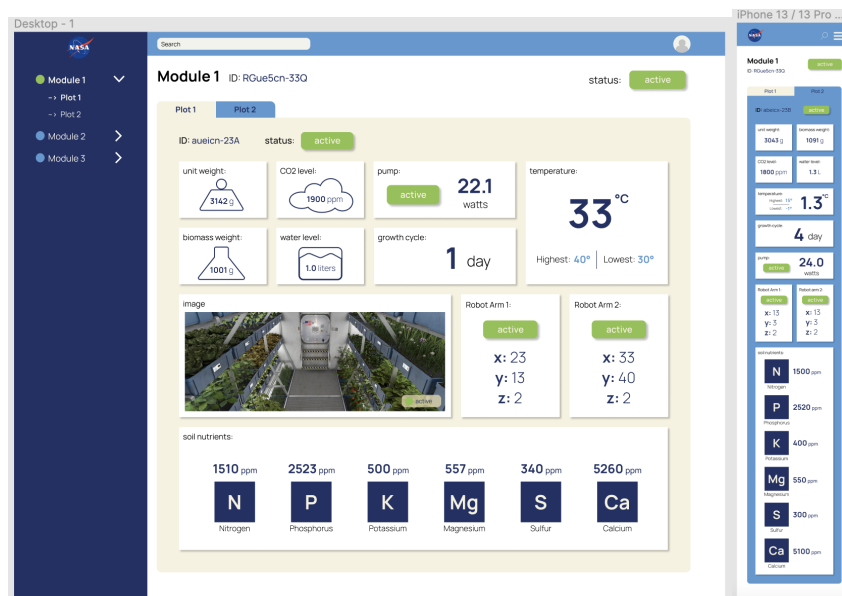 Desktop - 1
NASA
Search
Module 1
-> Plot 1
-> Plot 2
Module 2
Module 3
Module 1 ID: RGue5cn-33Q
status: active
Plot 1 Plot 2
ID: aueicn-23A status: active
unit weight:
3142 g
CO2 level:
1900 ppm
pump:
active
22.1
watts
temperature:
33 °C
Highest: 40° Lowest: 30°
biomass weight:
1001 g
water level:
1.0 liters
growth cycle:
1 day
image
active
Robot Arm 1:
active
x: 23
y: 13
z: 2
Robot Arm 2:
active
x: 33
y: 40
z: 2
soil nutrients:
1510 ppm 2523 ppm 500 ppm 557 ppm 340 ppm 5260 ppm
N P K Mg S Ca
Nitrogen Phosphorus Potassium Magnesium Sulfur Calcium
iPhone 13 / 13 Pro ...
NASA
Module 1
ID: RGue5cn-33Q
active
Plot 1 Plot 2
active
unit weight:
3043 g
biomass weight:
1091 g
CO2 level:
1800 ppm
water level:
1.3 L
temperature:
Highest: 15°
Lowest: -1°
1.3 °C
growth cycle:
4 day
pump:
active
24.0
watts
Robot Arm 1:
active
x: 13
y: 3
z: 2
Robot arm 2:
active
x: 13
y: 3
z: 2
soil nutrients:
N 1500 ppm
Nitrogen
P 2520 ppm
Phosphorus
K 400 ppm
Potassium
Mg 550 ppm
Magnesium
S 300 ppm
Sulfur
Ca 5100 ppm
Calcium